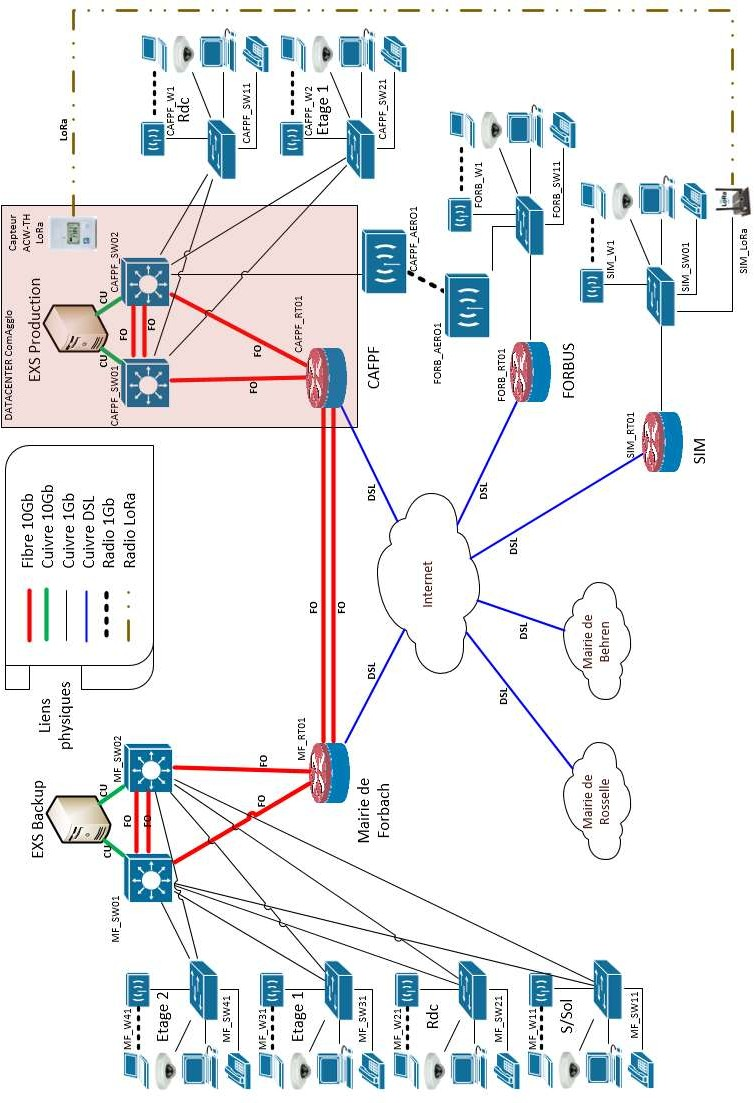 EXS Backup
CU
CU
MF_SW01
MF_SW02
FO
FO
FO
FO
MF_W41
Etage 2
MF_SW41
MF_W31
Etage 1
MF_SW31
MF_W21
Rdc
MF_SW21
MF_W11
S/Sol
MF_SW11
MF_RT01
Mairie de
Forbach
Liens
physiques
Fibre 10Gb
Cuivre 10Gb
Cuivre 1Gb
Cuivre DSL
Radio 1Gb
Radio LoRa
FO
FO
DATACENTER ComAgglo
EXS Production
CU
CU
CAFPF_SW01
CAFPF_SW02
FO
FO
FO
FO
CAFPF_RT01
CAFPF
Capteur
ACW-TH
LoRa
LoRa
CAFPF_W1
Rdc
CAFPF_SW11
CAFPF_W2
Etage 1
CAFPF_SW21
CAFPF_AERO1
FORB_AERO1
FORB_W1
FORB_SW11
FORB_RT01
FORBUS
SIM_W1
SIM_SW01
SIM_LoRa
LoRa
SIM_RT01
SIM
Internet
DSL
DSL
DSL
DSL
DSL
DSL
Mairie de
Rosselle
Mairie de
Behren